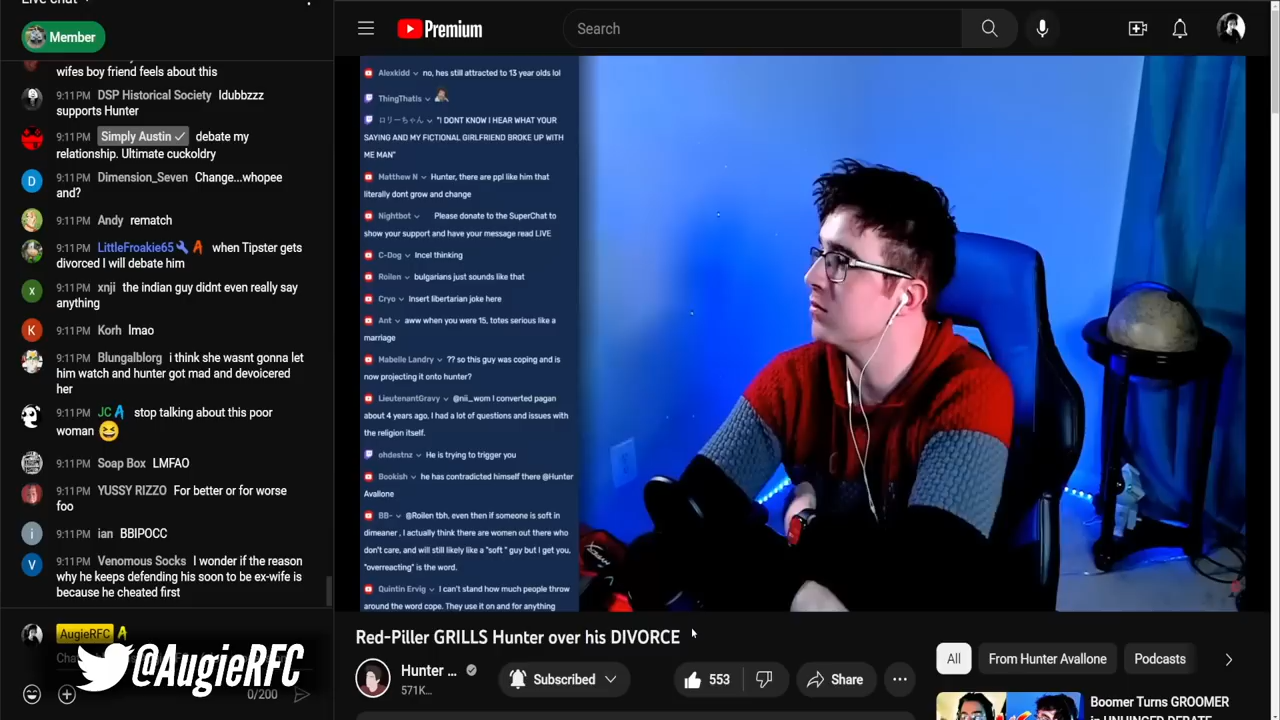 Live chat
Member
wifes boy friend feels about this
9:11 PM DSP Historical Society Idubbzzz
supports Hunter
9:11 PM Simply Austin debate my
relationship. Ultimate cuckoldry
9:11 PM Dimension_Seven Change...whopee
and?
9:11 PM Andy rematch
9:11 PM LittleFroakie65 when Tipster gets
divorced I will debate him
9:11 PM xnji the indian guy didnt even really say
anything
9:11 PM Korh lmao
9:11 PM Blungalblorg i think she wasnt gonna let
him watch and hunter got mad and devoicered
her
9:11 PM JC stop talking about this poor
woman
9:11 PM Soap Box LMFAO
9:11 PM YUSSY RIZZO For better or for worse
foo
9:11 PM ian BBIPOCC
9:11 PM Venomous Socks I wonder if the reason
why he keeps defending his soon to be ex-wife is
because he cheated first
AugieRFC
@AugieRFC
0/200
Premium
Search
Alexkidd no, hes still attracted to 13 year olds lol
ThingThatIs
ロリーちゃん "I DONT KNOW I HEAR WHAT YOUR
SAYING AND MY FICTIONAL GIRLFRIEND BROKE UP WITH
ME MAN"
Matthew N Hunter, there are ppl like him that
literally dont grow and change
Nightbot Please donate to the SuperChat to
show your support and have your message read LIVE
C-Dog Incel thinking
Roilen bulgarians just sounds like that
Cryo Insert libertarian joke here
Ant aww when you were 15, totes serious like a
marriage
Mabelle Landry ?? so this guy was coping and is
now projecting it onto hunter?
LieutenantGravy @nii_wom I converted pagan
about 4 years ago, I had a lot of questions and issues with
the religion itself.
ohdestnz He is trying to trigger you
Bookish he has contradicted himself there @Hunter
Avallone
BB- @Roilen tbh, even then if someone is soft in
dimeaner , I actually think there are women out there who
don't care, and will still likely like a "soft" guy but I get you,
"overreacting" is the word.
Quintin Ervig I can't stand how much people throw
around the word cope. They use it on and for anything
Red-Piller GRILLS Hunter over his DIVORCE
Hunter ...
571K...
Subscribed
553
Share
All
From Hunter Avallone
Podcasts
Boomer Turns GROOMER
in UNHINGED DEBATE